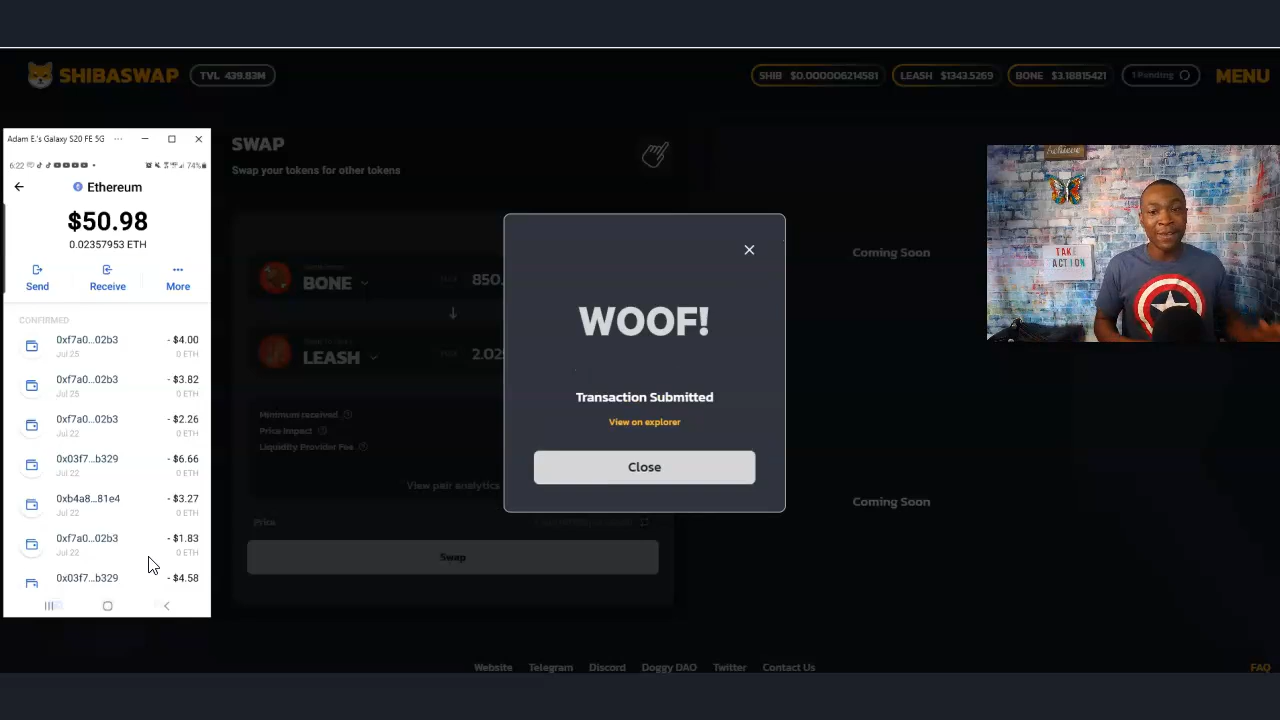 SHIBASWAP
TVL 439.83M
SHIB $0.000006214581
LEASH $1343.5269
BONE $3.18815421
1 Pending
MENU
Adam E.'s Galaxy S20 FE 5G
6:22
74%
Ethereum
$50.98
0.02357953 ETH
Send
Receive
More
CONFIRMED
0xf7a0...02b3 - $4.00
Jul 25 0 ETH
0xf7a0...02b3 - $3.82
Jul 25 0 ETH
0xf7a0...02b3 - $2.26
Jul 22 0 ETH
0x03f7...b329 - $6.66
Jul 22 0 ETH
0xb4a8...81e4 - $3.27
Jul 22 0 ETH
0xf7a0...02b3 - $1.83
Jul 22 0 ETH
0x03f7...b329 - $4.58
SWAP
Swap your tokens for other tokens
BONE
850.
LEASH
2.02
Minimum received
Price Impact
Liquidity Provider Fee
View pair analytics
Price
Swap
WOOF!
Transaction Submitted
View on explorer
Close
Coming Soon
Coming Soon
achieve
TAKE
ACTION
Website
Telegram
Discord
Doggy DAO
Twitter
Contact Us
FAQ